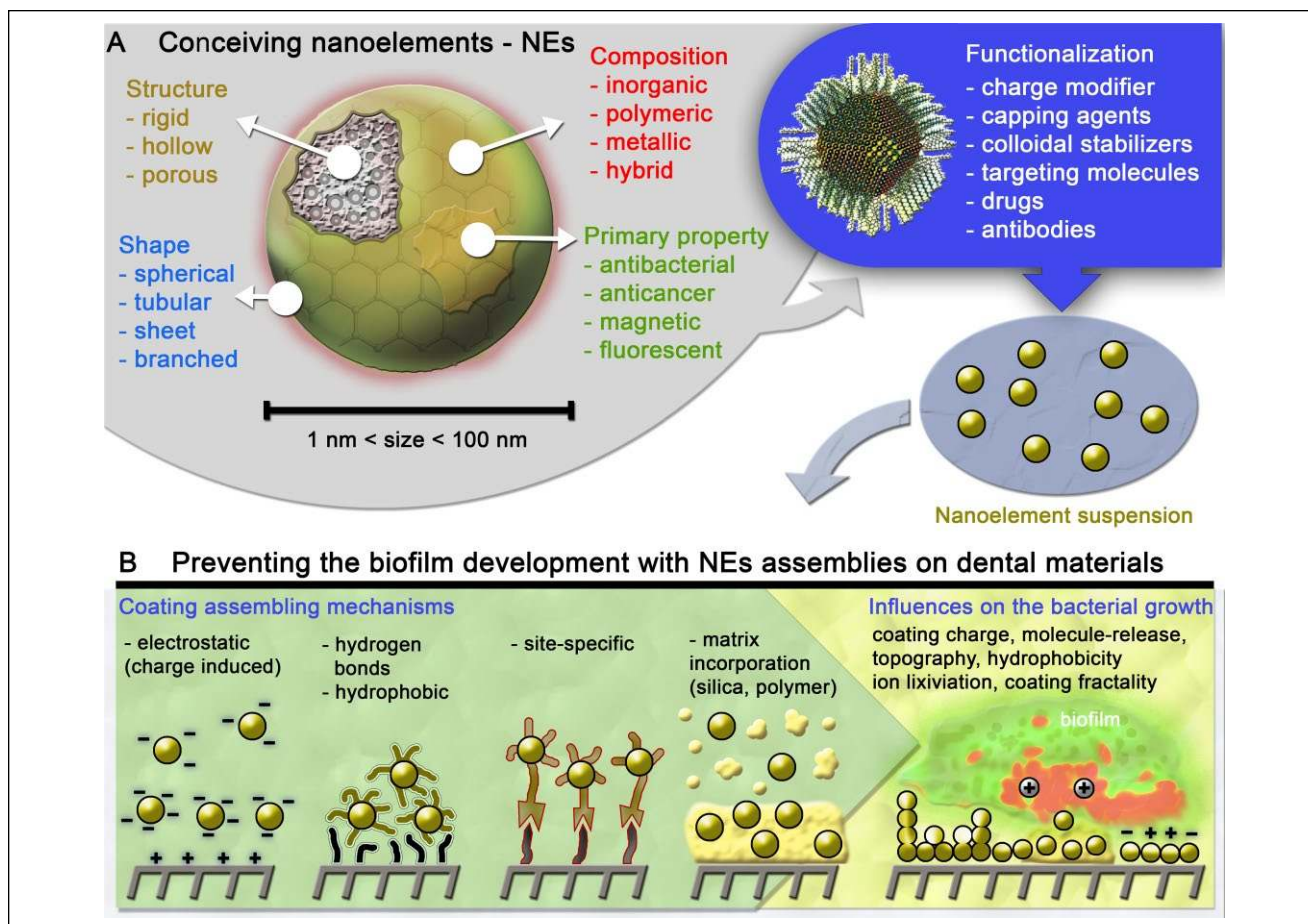 A Conceiving nanoelements - NEs
Structure
- rigid
- hollow
- porous
Composition
- inorganic
- polymeric
- metallic
- hybrid
Shape
- spherical
- tubular
- sheet
- branched
Primary property
- antibacterial
- anticancer
- magnetic
- fluorescent
1 nm < size < 100 nm
Functionalization
- charge modifier
- capping agents
- colloidal stabilizers
- targeting molecules
- drugs
- antibodies
Nanoelement suspension
B Preventing the biofilm development with NEs assemblies on dental materials
Coating assembling mechanisms
- electrostatic
(charge induced)
- hydrogen
bonds
- hydrophobic
- site-specific
- matrix
incorporation
(silica, polymer)
Influences on the bacterial growth
coating charge, molecule-release,
topography, hydrophobicity
ion lixiviation, coating fractality
biofilm